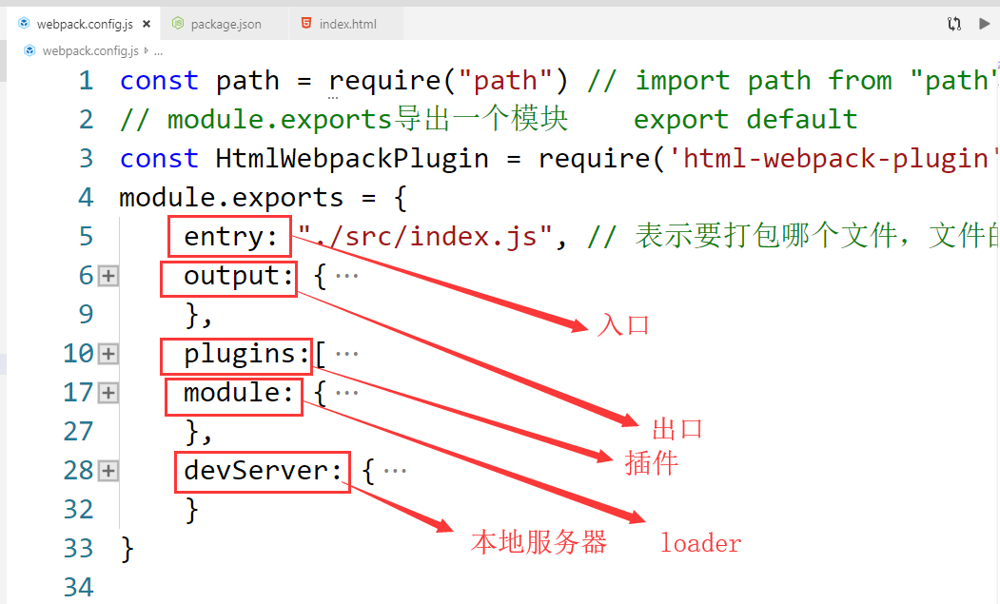 webpack.config.js × package.json index.html
webpack.config.js ...
1 const path = require("path") // import path from "path"
2 // module.exports导出一个模块 export default
3 const HtmlWebpackPlugin = require('html-webpack-plugin'
4 module.exports = {
5 entry: "./src/index.js", // 表示要打包哪个文件，文件的
6 output: { ...
入口
9 },
10 plugins:[ ...
17 module: { ...
27 },
出口
28 devServer: { ...
插件
32 }
本地服务器 loader
33 }
34